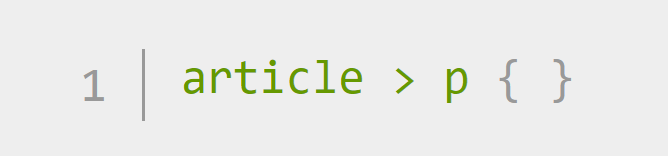 1 article > p { }